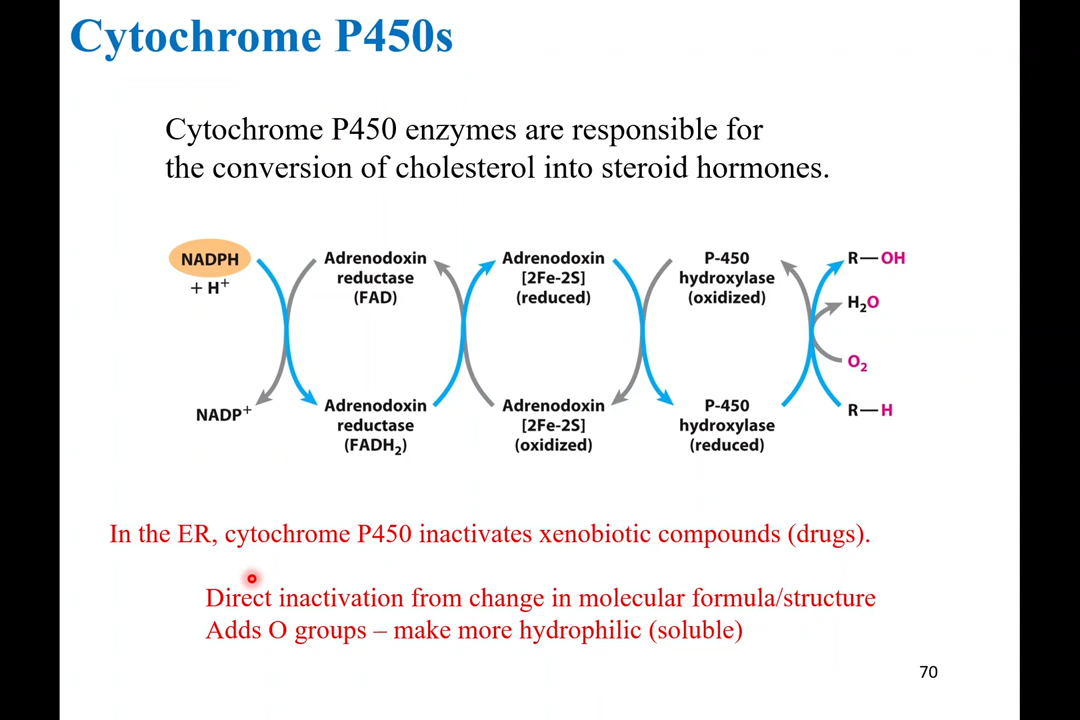 Cytochrome P450s
Cytochrome P450 enzymes are responsible for
the conversion of cholesterol into steroid hormones.
NADPH
+ H⁺
NADP⁺
Adrenodoxin
reductase
(FAD)
Adrenodoxin
reductase
(FADH₂)
Adrenodoxin
[2Fe-2S]
(reduced)
Adrenodoxin
[2Fe-2S]
(oxidized)
P-450
hydroxylase
(oxidized)
P-450
hydroxylase
(reduced)
R—OH
H₂O
O₂
R—H
In the ER, cytochrome P450 inactivates xenobiotic compounds (drugs).
Direct inactivation from change in molecular formula/structure
Adds O groups – make more hydrophilic (soluble)
70